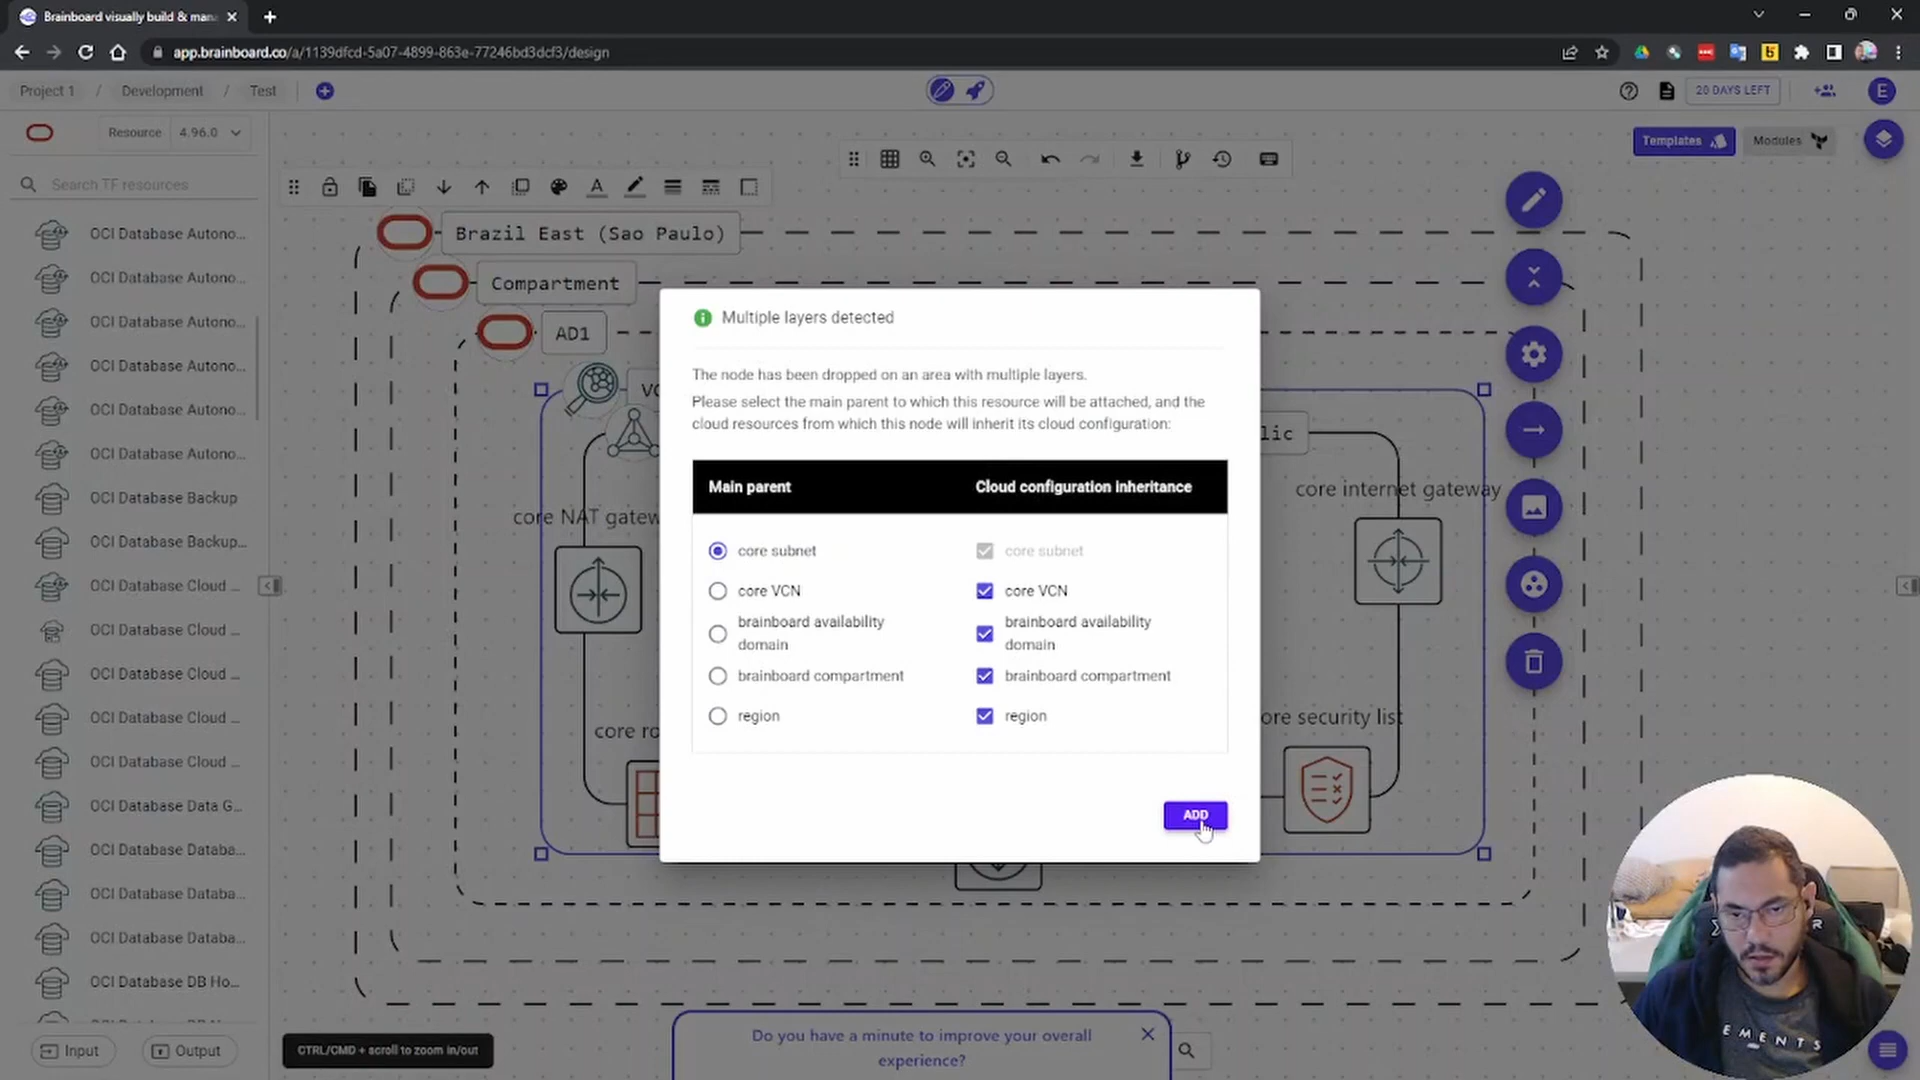 Brainboard visually build & man
app.brainboard.co/a/1139dfcd-5a07-4899-863e-77246bd3dcf3/design
Project 1 / Development / Test
20 DAYS LEFT
E
Resource 4.96.0
Templates
Modules
Search TF resources
OCI Database Autono...
OCI Database Autono...
OCI Database Autono...
OCI Database Autono...
OCI Database Autono...
OCI Database Autono...
OCI Database Backup
OCI Database Backup...
OCI Database Cloud ...
OCI Database Cloud ...
OCI Database Cloud ...
OCI Database Cloud ...
OCI Database Cloud ...
OCI Database Data G...
OCI Database Databa...
OCI Database Databa...
OCI Database Databa...
OCI Database DB Ho...
Input
Output
Brazil East (Sao Paulo)
Compartment
AD1
VC
lic
core NAT gatew
core internet gateway
core ro
ore security list
Multiple layers detected
The node has been dropped on an area with multiple layers.
Please select the main parent to which this resource will be attached, and the
cloud resources from which this node will inherit its cloud configuration:
Main parent Cloud configuration inheritance
core subnet core subnet
core VCN core VCN
brainboard availability brainboard availability
domain domain
brainboard compartment brainboard compartment
region region
ADD
CTRL/CMD + scroll to zoom in/out
Do you have a minute to improve your overall
experience?
EMENTS